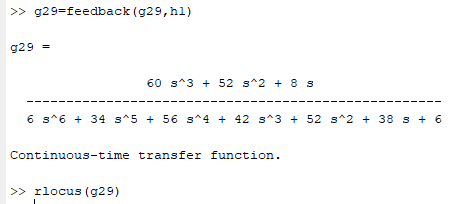 >> g29=feedback(g29,h1)
g29 =
60 s^3 + 52 s^2 + 8 s
-----------------------------------------------------
6 s^6 + 34 s^5 + 56 s^4 + 42 s^3 + 52 s^2 + 38 s + 6
Continuous-time transfer function.
>> rlocus(g29)